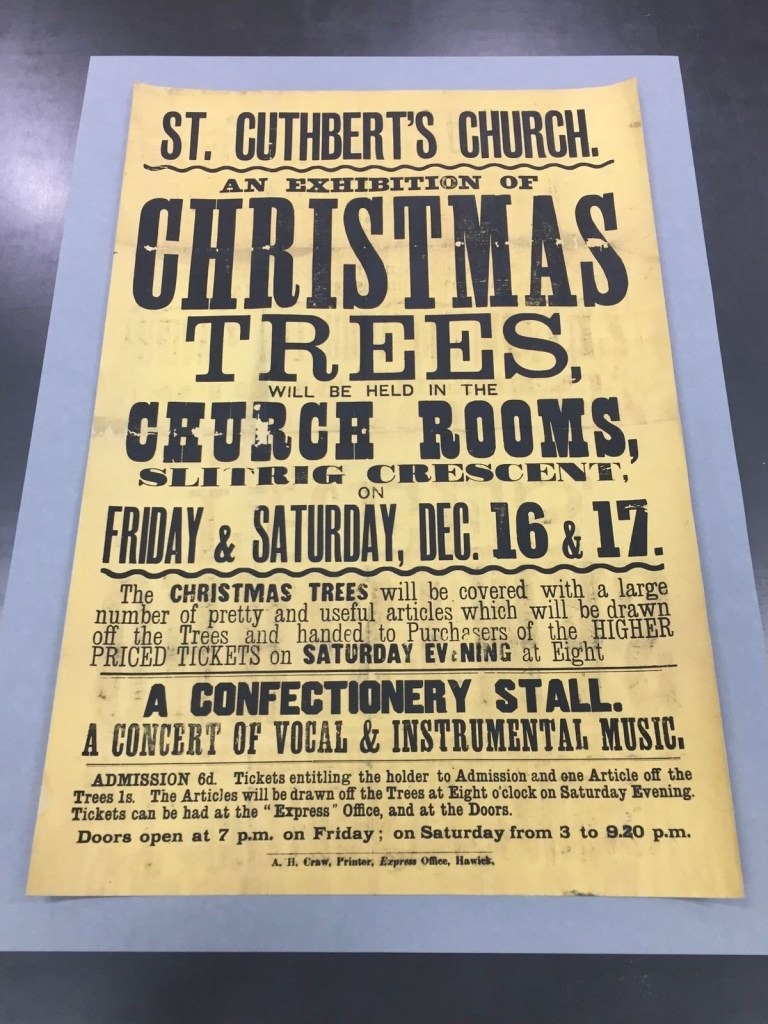 ST. CUTHBERT'S CHURCH.
AN EXHIBITION OF
CHRISTMAS
TREES,
WILL BE HELD IN THE
CHURCH ROOMS,
SLITRIG CRESCENT,
ON
FRIDAY & SATURDAY, DEC. 16 & 17.
The CHRISTMAS TREES will be covered with a large
number of pretty and useful articles which will be drawn
off the Trees and handed to Purchasers of the HIGHER
PRICED TICKETS on SATURDAY EVENING at Eight
A CONFECTIONERY STALL.
A CONCERT OF VOCAL & INSTRUMENTAL MUSIC.
ADMISSION 6d. Tickets entitling the holder to Admission and one Article off the
Trees 1s. The Articles will be drawn off the Trees at Eight o'clock on Saturday Evening.
Tickets can be had at the "Express" Office, and at the Doors.
Doors open at 7 p.m. on Friday; on Saturday from 3 to 9.20 p.m.
A. H. Craw, Printer, Express Office, Hawick.